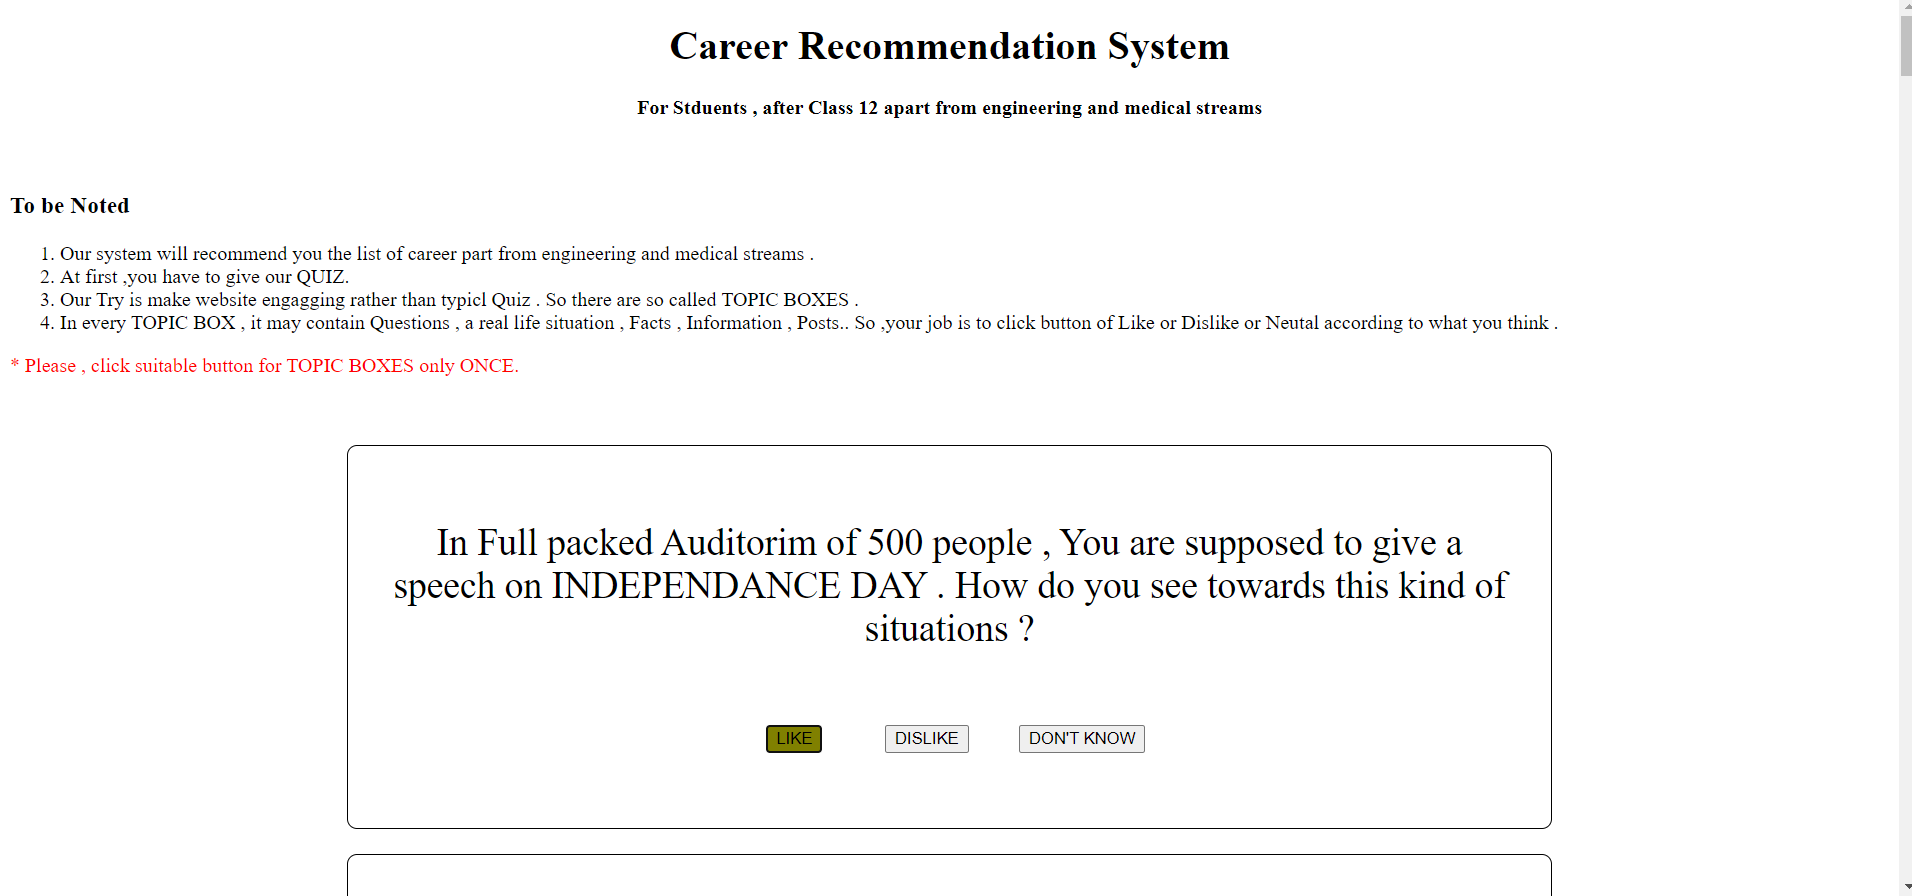 Career Recommendation System
For Stduents , after Class 12 apart from engineering and medical streams
To be Noted
1. Our system will recommend you the list of career part from engineering and medical streams .
2. At first ,you have to give our QUIZ.
3. Our Try is make website engagging rather than typicl Quiz . So there are so called TOPIC BOXES .
4. In every TOPIC BOX , it may contain Questions , a real life situation , Facts , Information , Posts.. So ,your job is to click button of Like or Dislike or Neutal according to what you think .
* Please , click suitable button for TOPIC BOXES only ONCE.
In Full packed Auditorim of 500 people , You are supposed to give a
speech on INDEPENDANCE DAY . How do you see towards this kind of
situations ?
LIKE DISLIKE DON'T KNOW